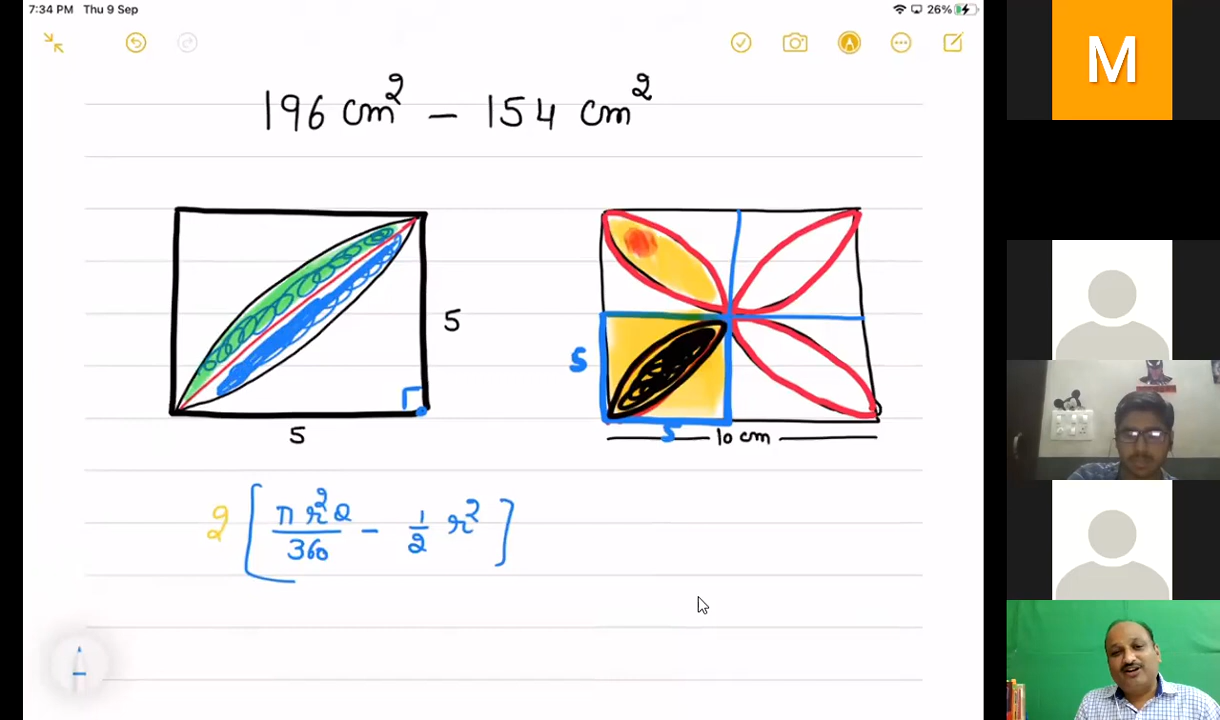 7:34 PM Thu 9 Sep
26%
196 cm² - 154 cm²
5
5
5
5
10 cm
2 [ π r² θ / 360 - 1/2 r² ]
M